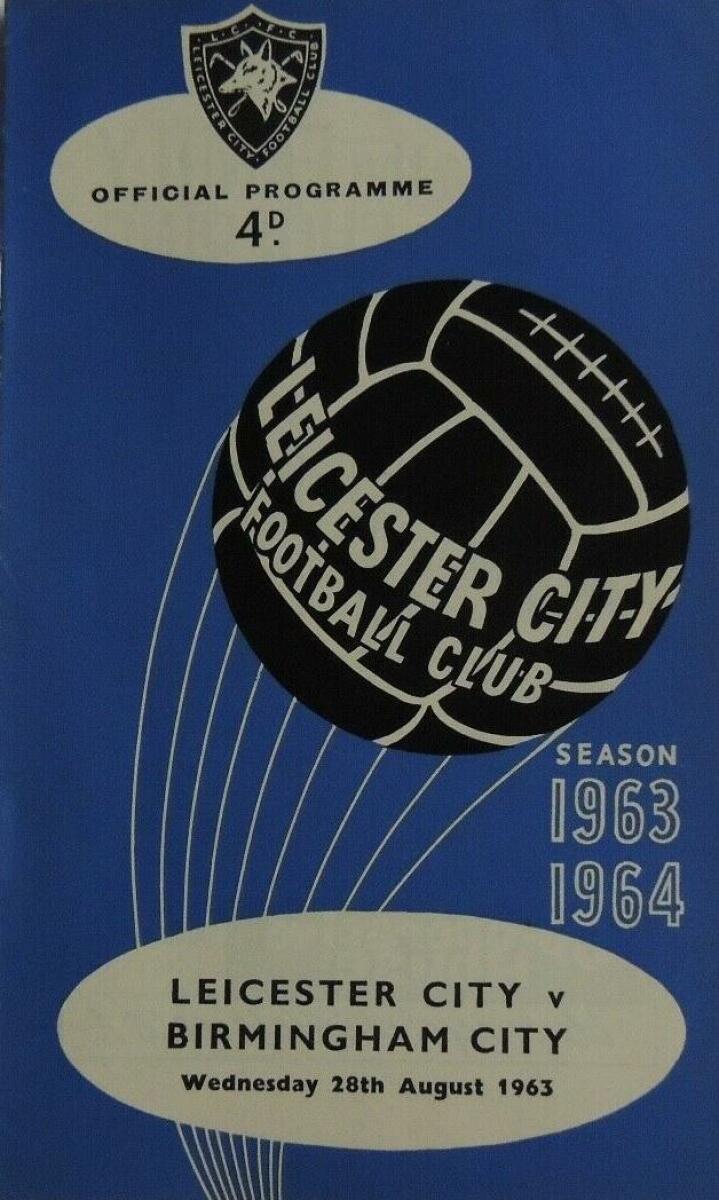 L.C.F.C.
LEICESTER CITY FOOTBALL CLUB
OFFICIAL PROGRAMME
4D.
LEICESTER CITY
FOOTBALL CLUB
SEASON
1963
1964
LEICESTER CITY v
BIRMINGHAM CITY
Wednesday 28th August 1963